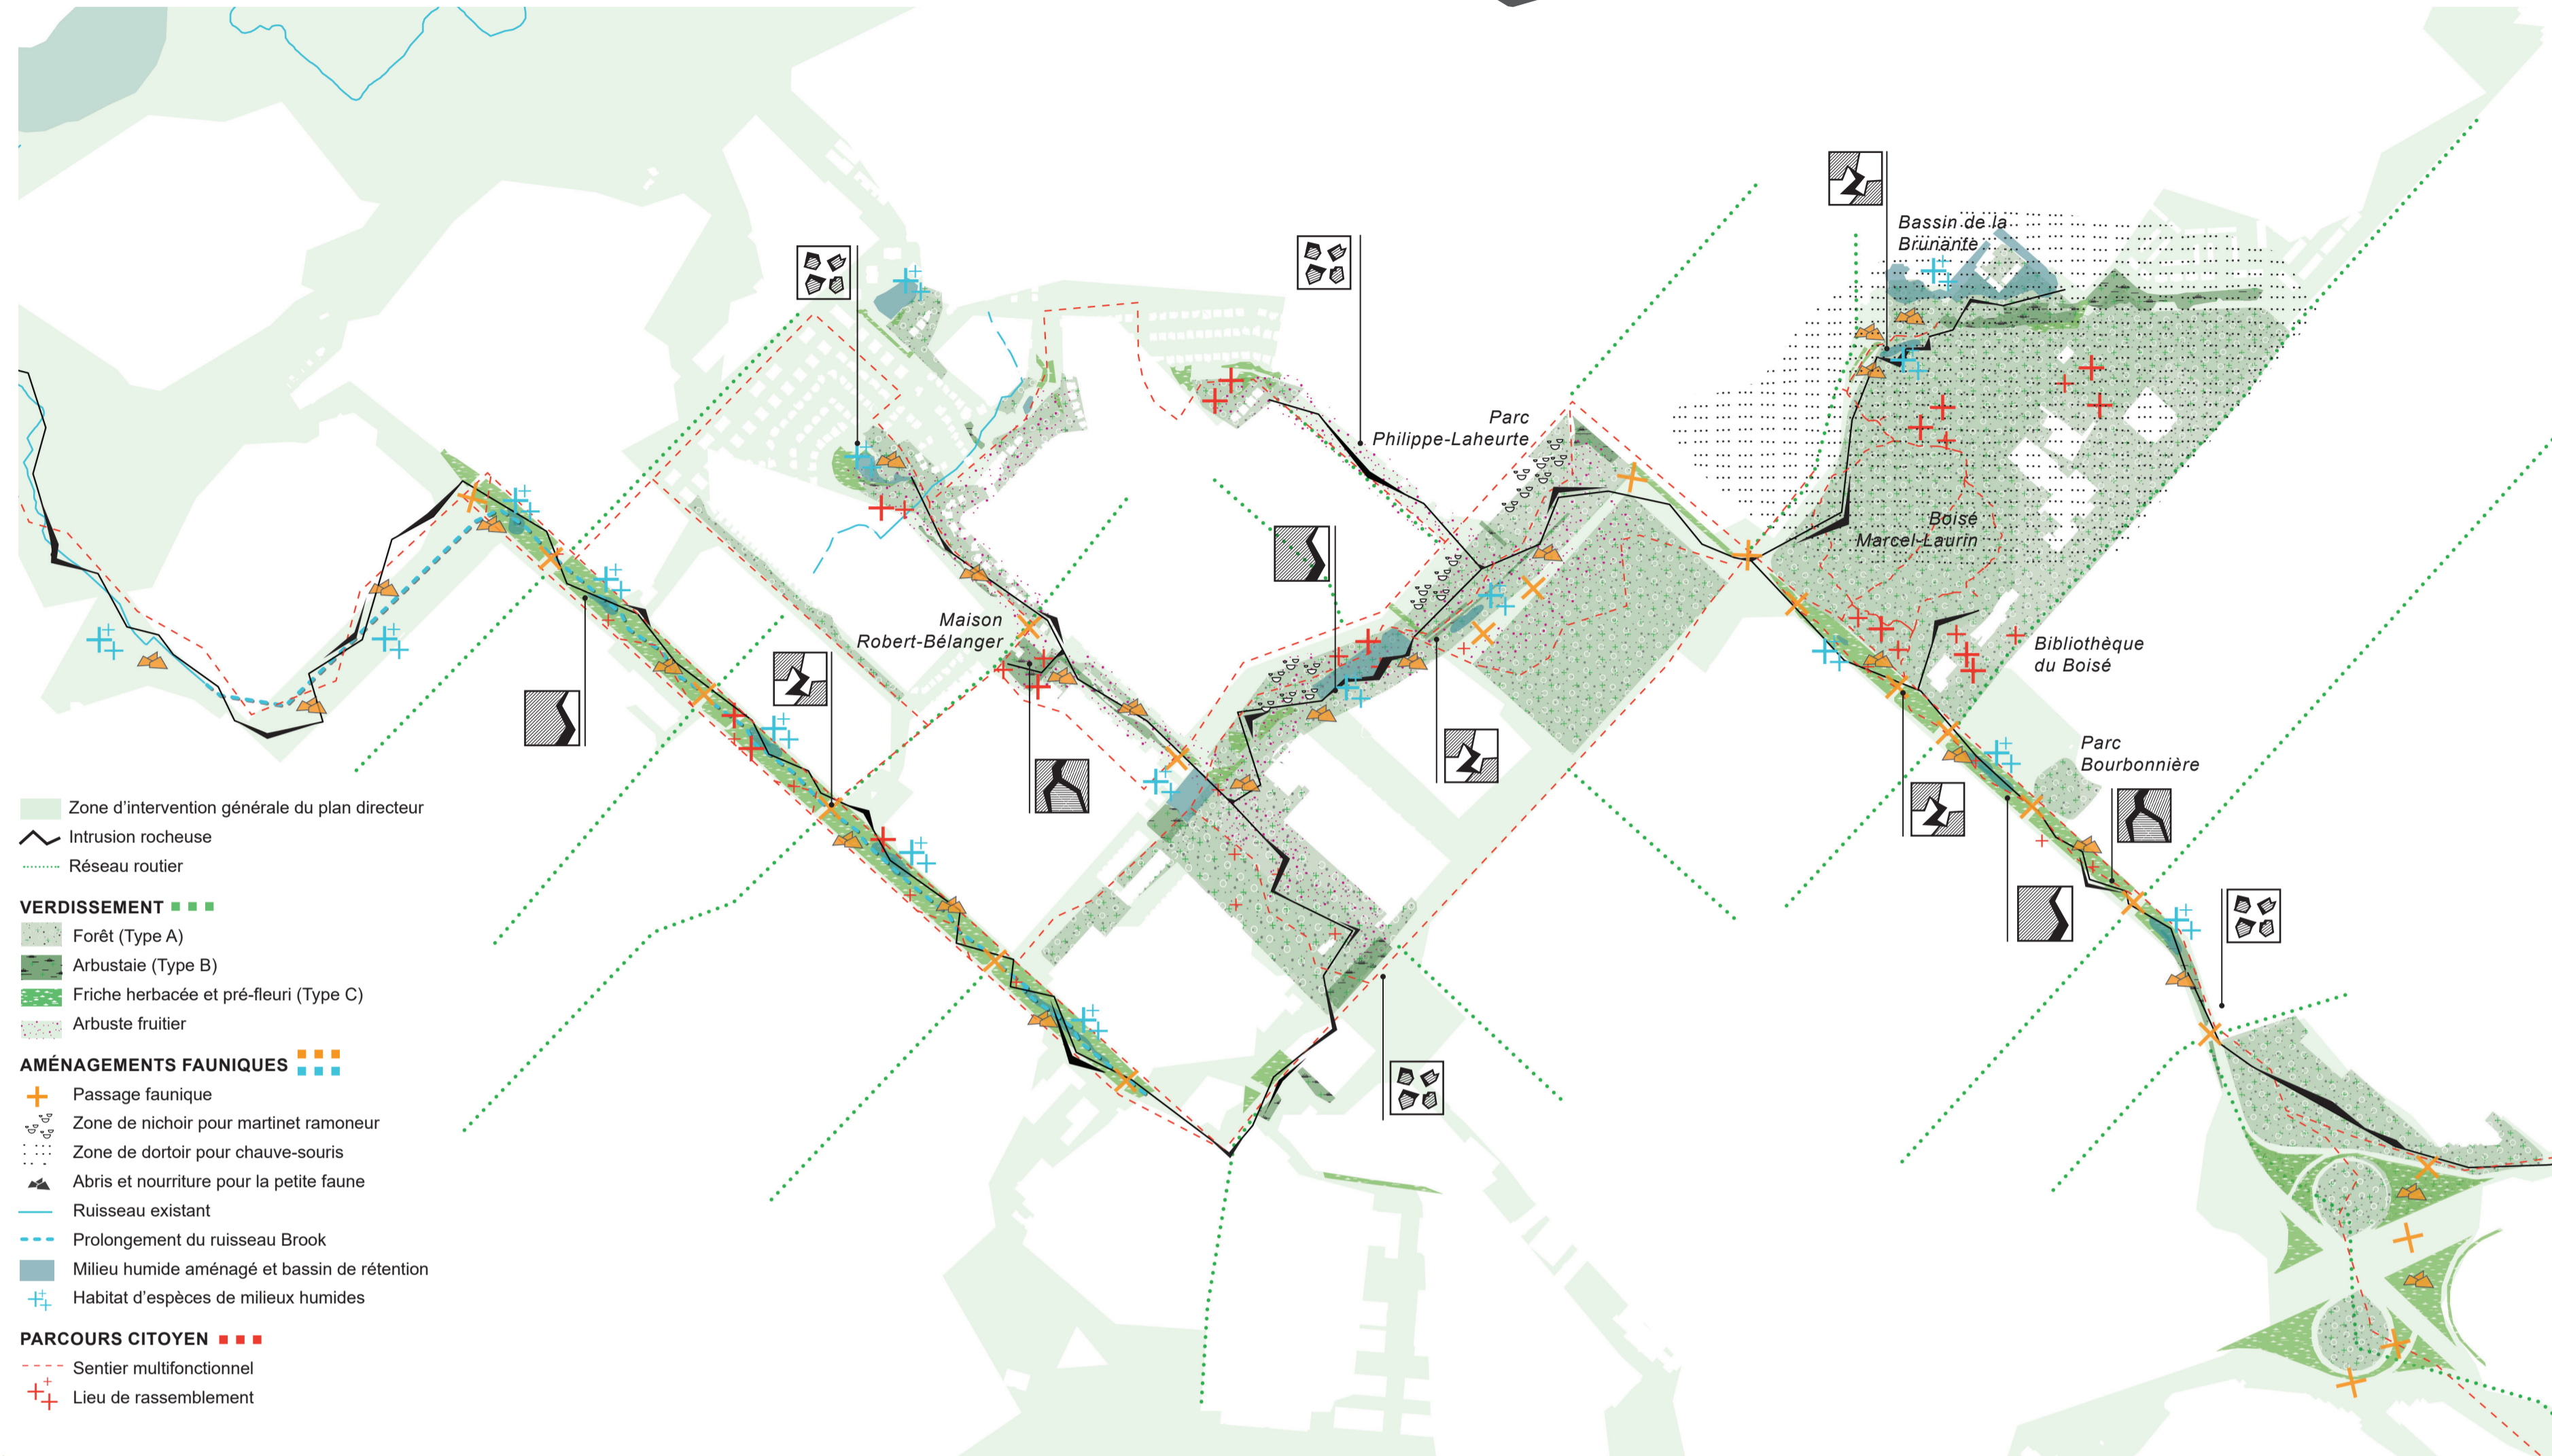 Bassin de la
Brunante
Parc
Philippe-Laheurte
Boisé
Marcel-Laurin
Maison
Robert-Bélanger
Bibliothèque
du Boisé
Parc
Bourbonnière
Zone d'intervention générale du plan directeur
Intrusion rocheuse
Réseau routier
VERDISSEMENT
Forêt (Type A)
Arbustaie (Type B)
Friche herbacée et pré-fleuri (Type C)
Arbuste fruitier
AMÉNAGEMENTS FAUNIQUES
Passage faunique
Zone de nichoir pour martinet ramoneur
Zone de dortoir pour chauve-souris
Abris et nourriture pour la petite faune
Ruisseau existant
Prolongement du ruisseau Brook
Milieu humide aménagé et bassin de rétention
Habitat d'espèces de milieux humides
PARCOURS CITOYEN
Sentier multifonctionnel
Lieu de rassemblement